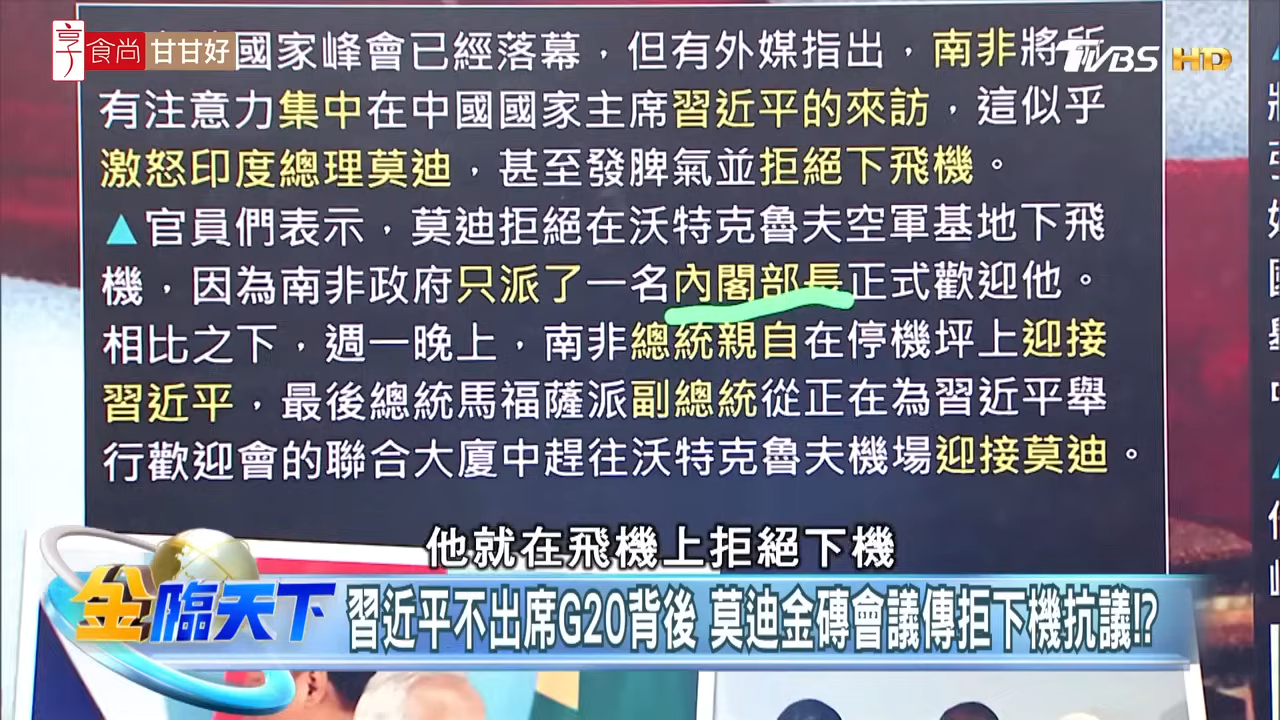 享 食尚 甘甘好
TVBS HD
國家峰會已經落幕，但有外媒指出，南非將所
有注意力集中在中國國家主席習近平的來訪，這似乎
激怒印度總理莫迪，甚至發脾氣並拒絕下飛機。
▲官員們表示，莫迪拒絕在沃特克魯夫空軍基地下飛
機，因為南非政府只派了一名內閣部長正式歡迎他。
相比之下，週一晚上，南非總統親自在停機坪上迎接
習近平，最後總統馬福薩派副總統從正在為習近平舉
行歡迎會的聯合大廈中趕往沃特克魯夫機場迎接莫迪。
他就在飛機上拒絕下機
金臨天下
習近平不出席G20背後 莫迪金磚會議傳拒下機抗議!?